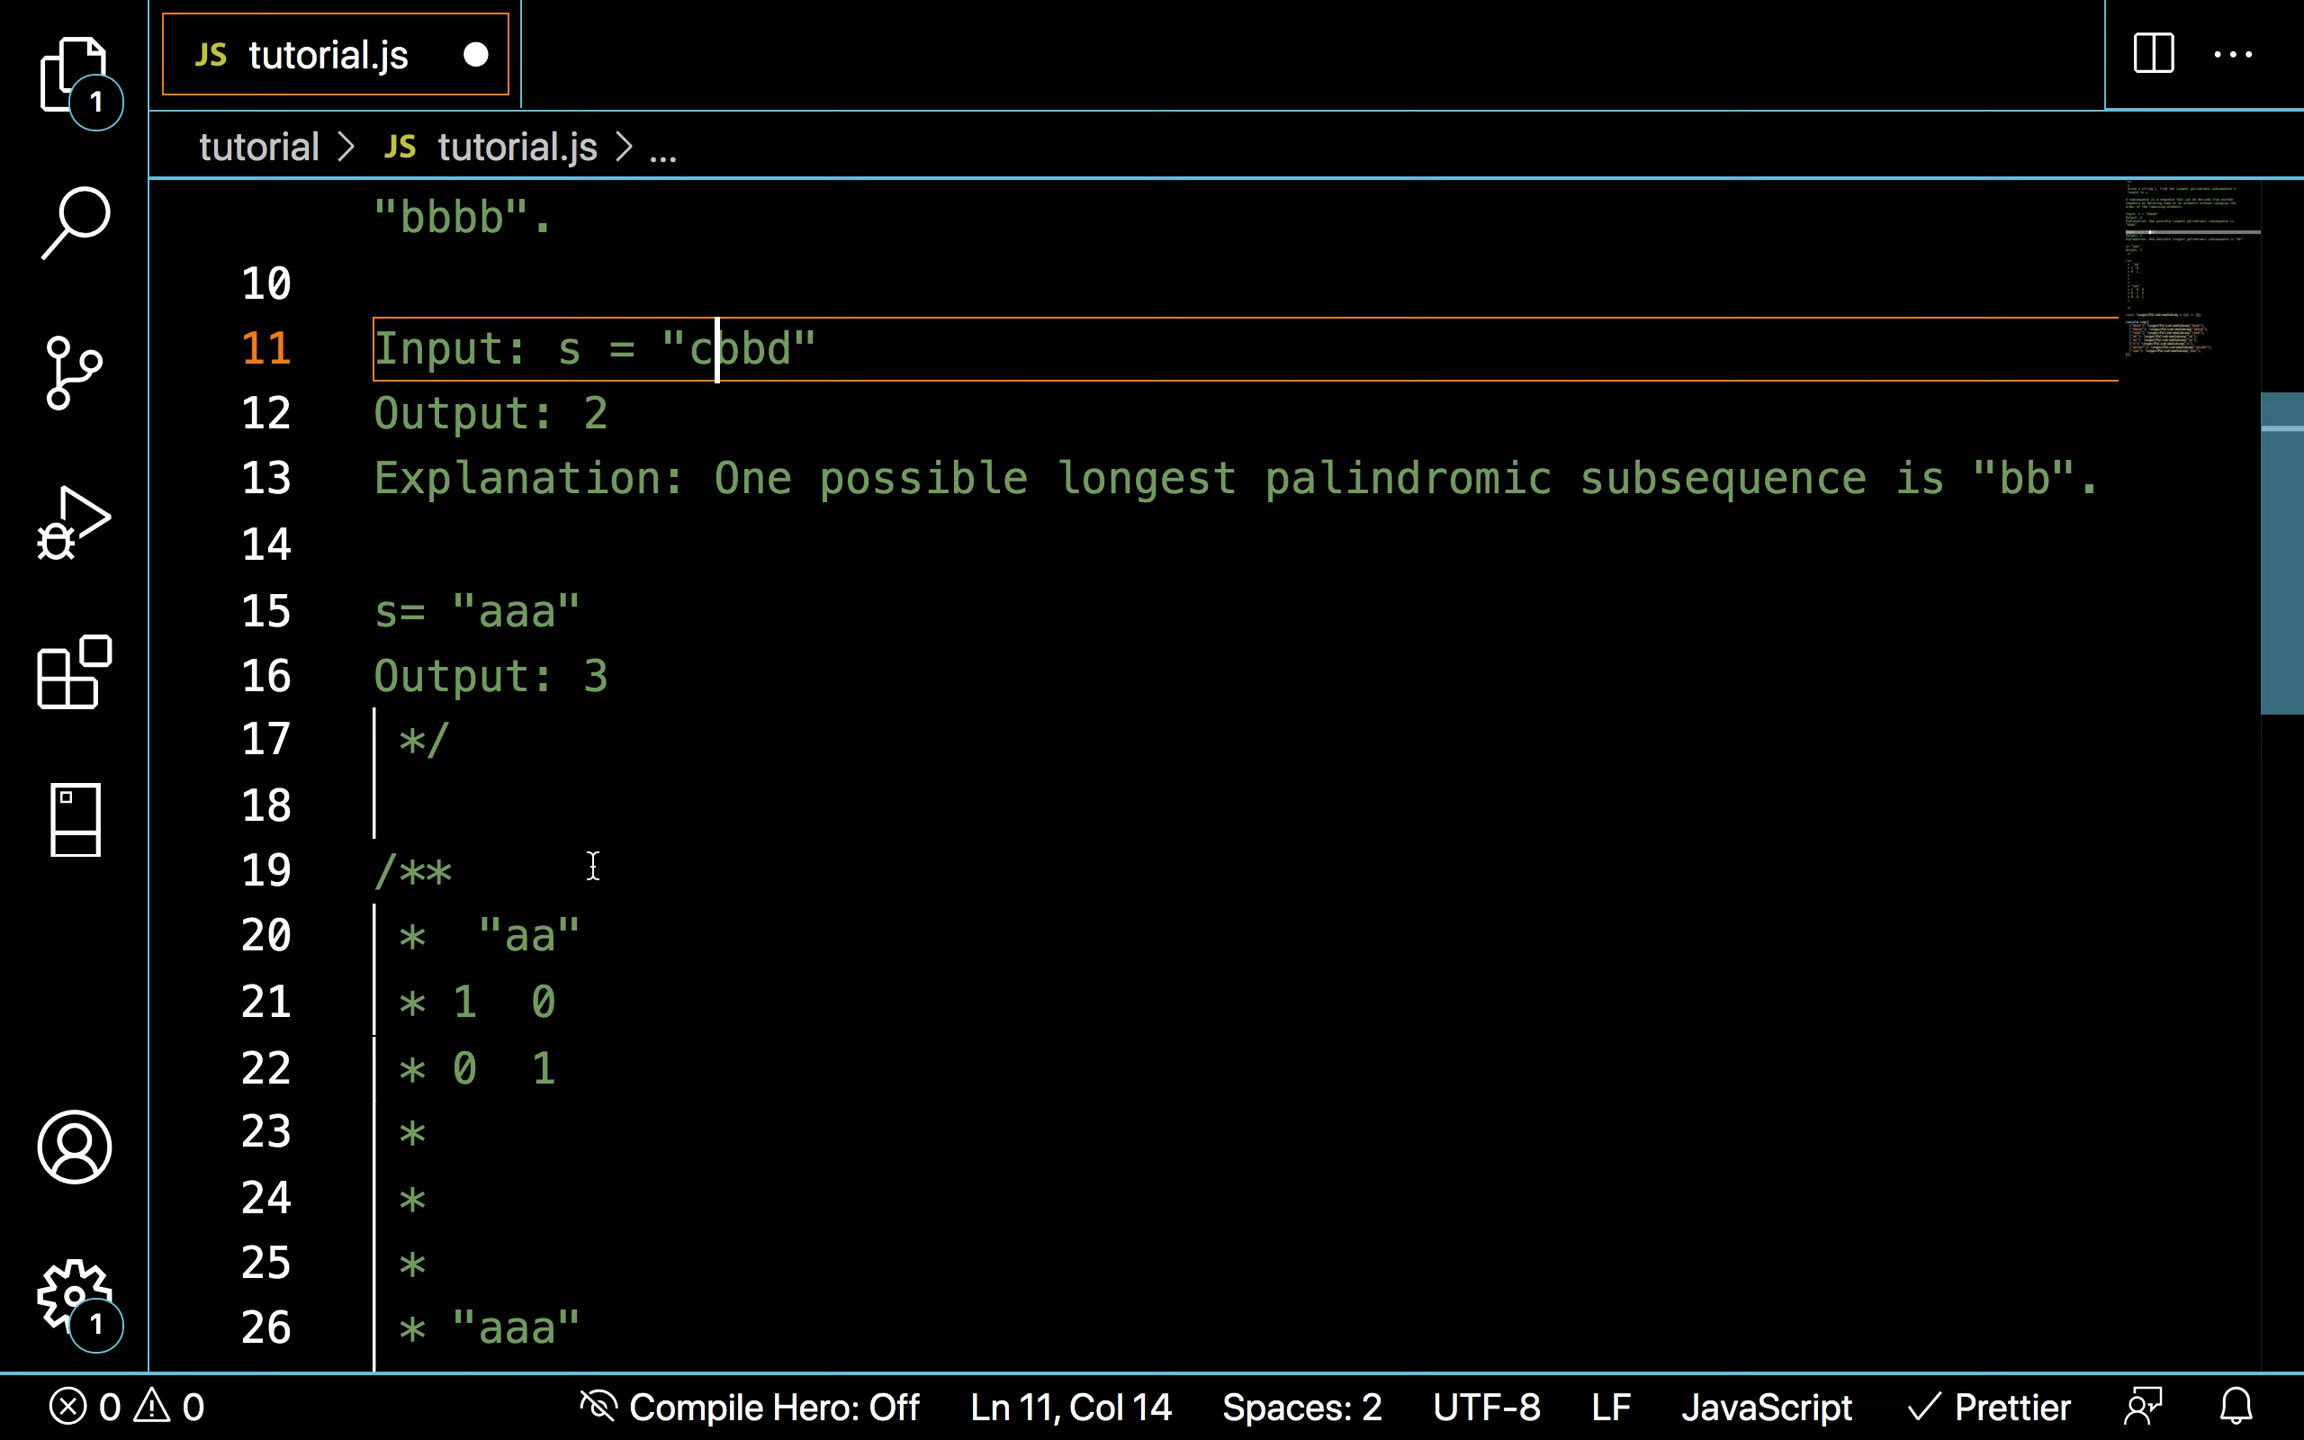 JS tutorial.js
tutorial > JS tutorial.js > ...
"bbbb".
10
11 Input: s = "cbbd"
12 Output: 2
13 Explanation: One possible longest palindromic subsequence is "bb".
14
15 s= "aaa"
16 Output: 3
17 */
18
19 /**
20 * "aa"
21 * 1 0
22 * 0 1
23 *
24 *
25 *
26 * "aaa"
1
1
0 0 Compile Hero: Off Ln 11, Col 14 Spaces: 2 UTF-8 LF JavaScript Prettier